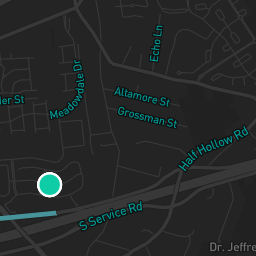 Echo Ln
Meadowdale Dr
Altamore St
Grossman St
Half Hollow Rd
S Service Rd
Dr. Jeffre